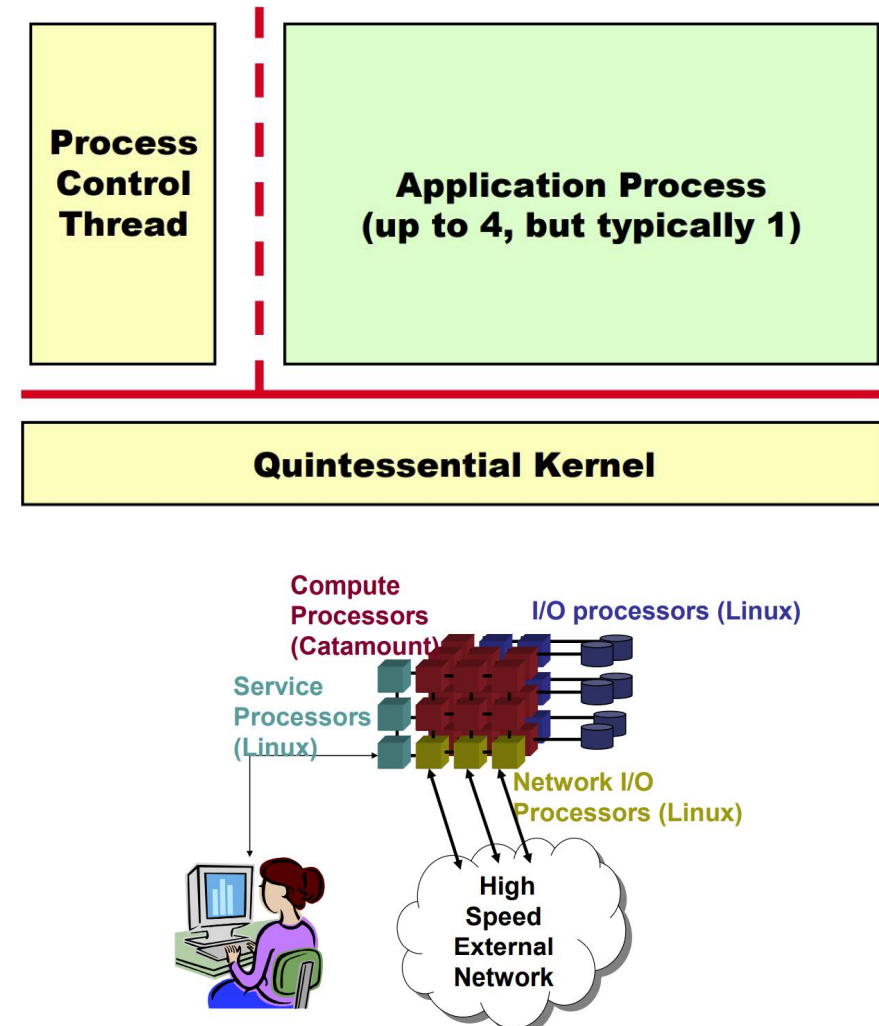 Process
Control
Thread
Application Process
(up to 4, but typically 1)
Quintessential Kernel
Compute
Processors
(Catamount)
I/O processors (Linux)
Service
Processors
(Linux)
Network I/O
Processors (Linux)
High
Speed
External
Network